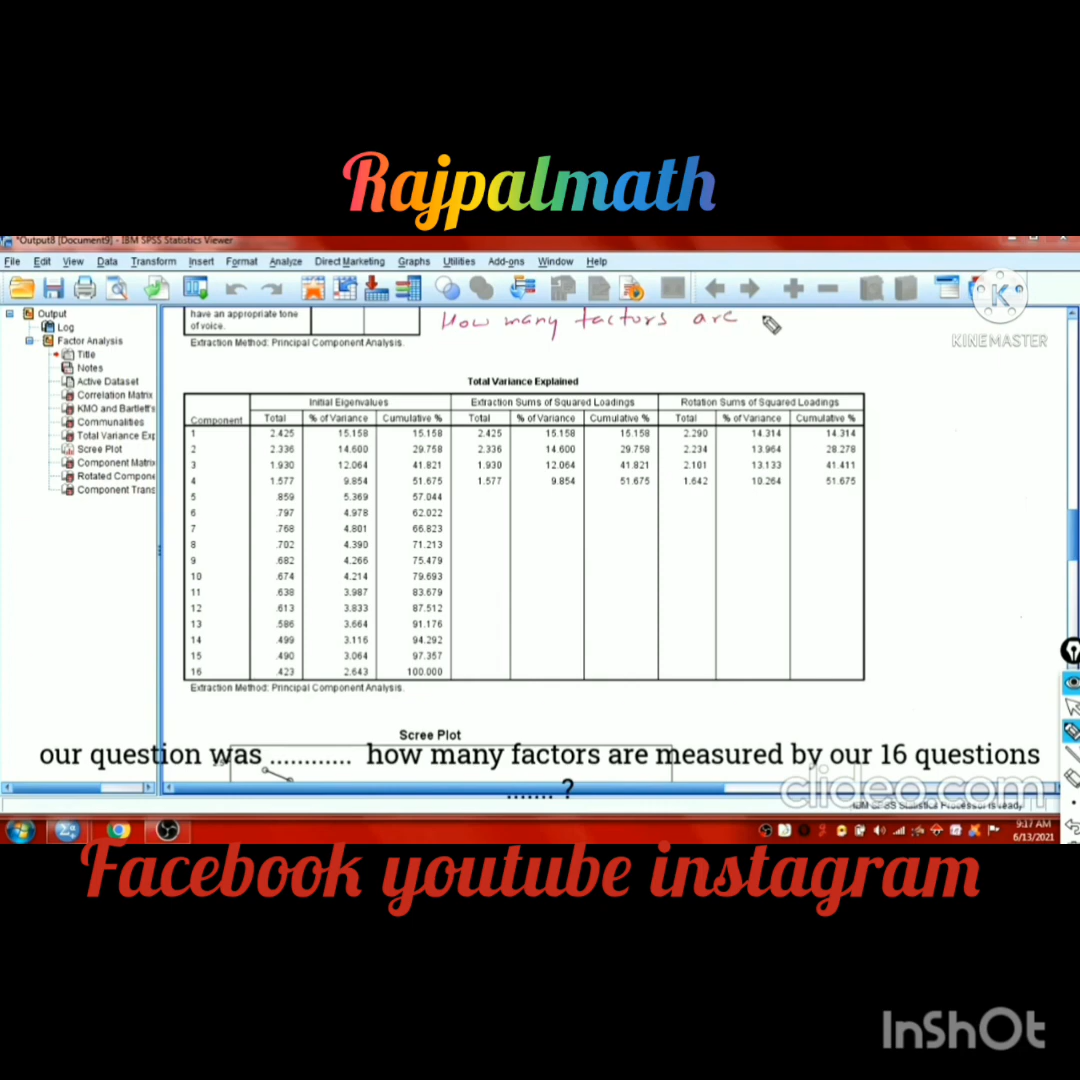 Rajpalmath
*Output8 [Document9] - IBM SPSS Statistics Viewer
File Edit View Data Transform Insert Format Analyze Direct Marketing Graphs Utilities Add-ons Window Help
K
KINEMASTER
Output
Log
Factor Analysis
Title
Notes
Active Dataset
Correlation Matrix
KMO and Bartlett's
Communalities
Total Variance Exp
Scree Plot
Component Matrix
Rotated Compone
Component Trans
have an appropriate tone
of voice.
How many factors are
Extraction Method: Principal Component Analysis.
Total Variance Explained
Initial Eigenvalues Extraction Sums of Squared Loadings Rotation Sums of Squared Loadings
Component Total % of Variance Cumulative % Total % of Variance Cumulative % Total % of Variance Cumulative %
1 2.425 15.158 15.158 2.425 15.158 15.158 2.290 14.314 14.314
2 2.336 14.600 29.758 2.336 14.600 29.758 2.234 13.964 28.278
3 1.930 12.064 41.821 1.930 12.064 41.821 2.101 13.133 41.411
4 1.577 9.854 51.675 1.577 9.854 51.675 1.642 10.264 51.675
5 .859 5.369 57.044
6 .797 4.978 62.022
7 .768 4.801 66.823
8 .702 4.390 71.213
9 .682 4.266 75.479
10 .674 4.214 79.693
11 .638 3.987 83.679
12 .613 3.833 87.512
13 .586 3.664 91.176
14 .499 3.116 94.292
15 .490 3.064 97.357
16 .423 2.643 100.000
Extraction Method: Principal Component Analysis.
Scree Plot
our question was ............ how many factors are measured by our 16 questions
....... ?
clideo.com
IBM SPSS Statistics Processor is ready
9:17 AM
6/13/2021
Facebook youtube instagram
InShOt